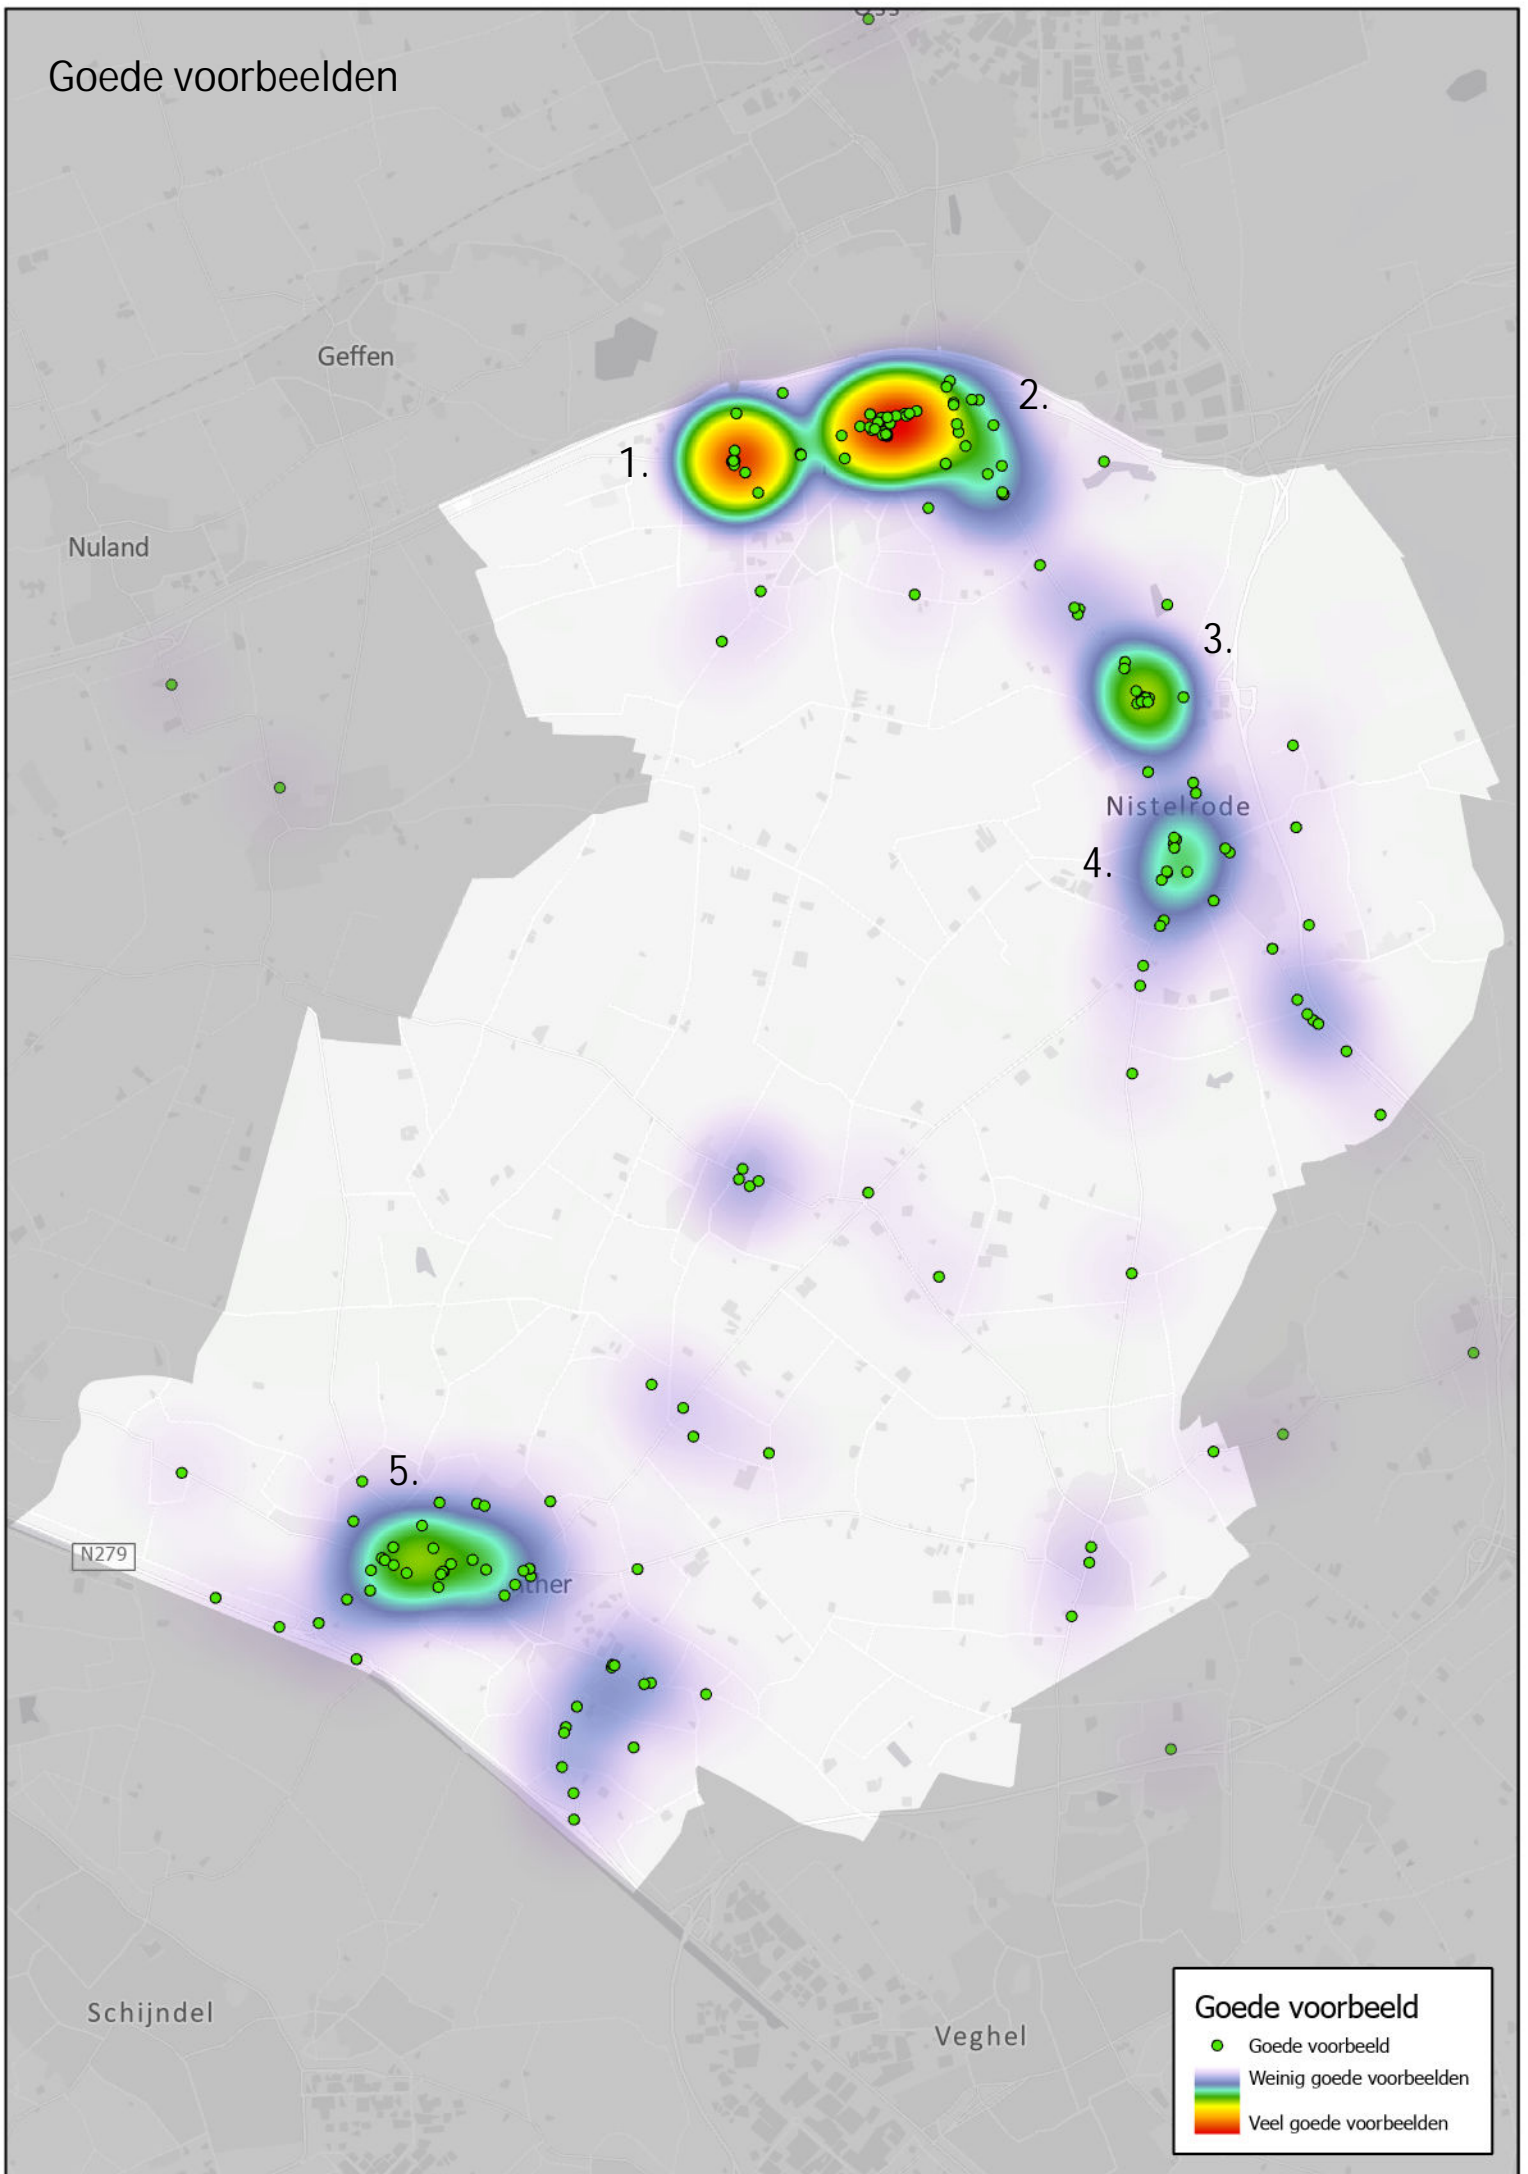 Goede voorbeelden
Geffen
2.
1.
Nuland
3.
Nistelrode
4.
5.
N279
Schijndel
Veghel
Goede voorbeeld
Goede voorbeeld
Weinig goede voorbeelden
Veel goede voorbeelden